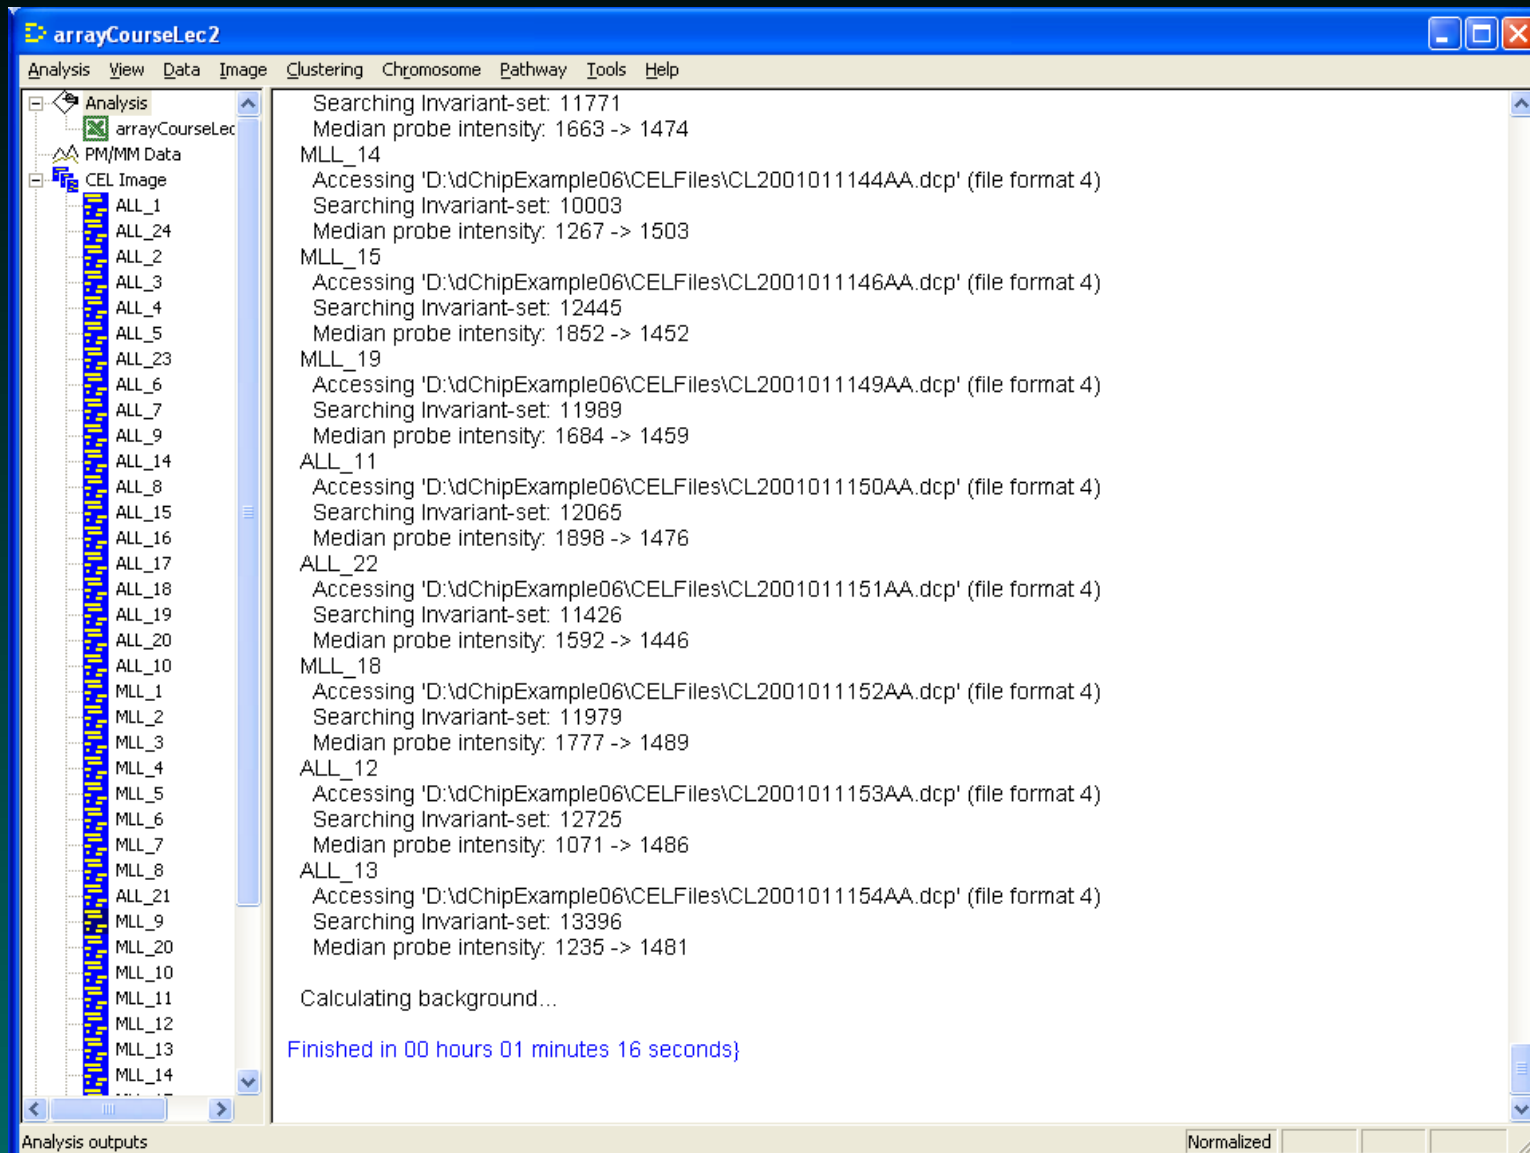 arrayCourseLec2
Analysis View Data Image Clustering Chromosome Pathway Tools Help
Analysis
arrayCourseLec
PM/MM Data
CEL Image
ALL_1
ALL_24
ALL_2
ALL_3
ALL_4
ALL_5
ALL_23
ALL_6
ALL_7
ALL_9
ALL_14
ALL_8
ALL_15
ALL_16
ALL_17
ALL_18
ALL_19
ALL_20
ALL_10
MLL_1
MLL_2
MLL_3
MLL_4
MLL_5
MLL_6
MLL_7
MLL_8
ALL_21
MLL_9
MLL_20
MLL_10
MLL_11
MLL_12
MLL_13
MLL_14
Searching Invariant-set: 11771
Median probe intensity: 1663 -> 1474
MLL_14
Accessing 'D:\dChipExample06\CELFiles\CL2001011144AA.dcp' (file format 4)
Searching Invariant-set: 10003
Median probe intensity: 1267 -> 1503
MLL_15
Accessing 'D:\dChipExample06\CELFiles\CL2001011146AA.dcp' (file format 4)
Searching Invariant-set: 12445
Median probe intensity: 1852 -> 1452
MLL_19
Accessing 'D:\dChipExample06\CELFiles\CL2001011149AA.dcp' (file format 4)
Searching Invariant-set: 11989
Median probe intensity: 1684 -> 1459
ALL_11
Accessing 'D:\dChipExample06\CELFiles\CL2001011150AA.dcp' (file format 4)
Searching Invariant-set: 12065
Median probe intensity: 1898 -> 1476
ALL_22
Accessing 'D:\dChipExample06\CELFiles\CL2001011151AA.dcp' (file format 4)
Searching Invariant-set: 11426
Median probe intensity: 1592 -> 1446
MLL_18
Accessing 'D:\dChipExample06\CELFiles\CL2001011152AA.dcp' (file format 4)
Searching Invariant-set: 11979
Median probe intensity: 1777 -> 1489
ALL_12
Accessing 'D:\dChipExample06\CELFiles\CL2001011153AA.dcp' (file format 4)
Searching Invariant-set: 12725
Median probe intensity: 1071 -> 1486
ALL_13
Accessing 'D:\dChipExample06\CELFiles\CL2001011154AA.dcp' (file format 4)
Searching Invariant-set: 13396
Median probe intensity: 1235 -> 1481
Calculating background...
Finished in 00 hours 01 minutes 16 seconds}
Analysis outputs
Normalized